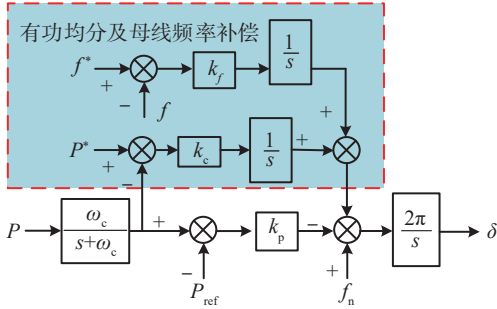 有功均分及母线频率补偿
f* + − f k_f 1/s +
P* + − k_c 1/s +
P ω_c/(s+ω_c) + − P_ref k_p − + f_n 2π/s δ